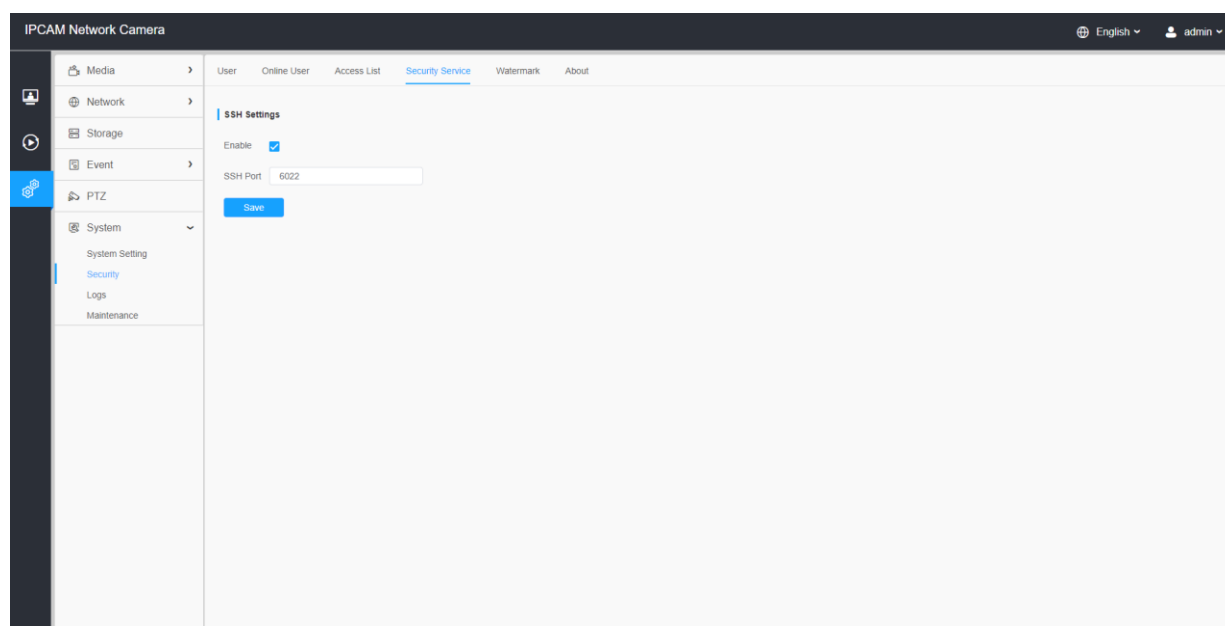 IPCAM Network Camera
English
admin
Media
Network
Storage
Event
PTZ
System
System Setting
Security
Logs
Maintenance
User Online User Access List Security Service Watermark About
SSH Settings
Enable
SSH Port 6022
Save